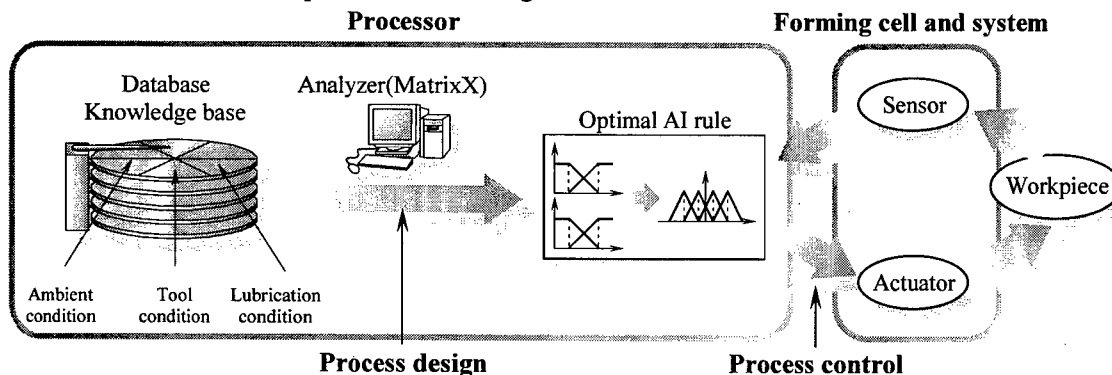 Processor
Forming cell and system
Database
Knowledge base
Analyzer(MatrixX)
Optimal AI rule
Sensor
Workpiece
Actuator
Ambient
condition
Tool
condition
Lubrication
condition
Process design
Process control